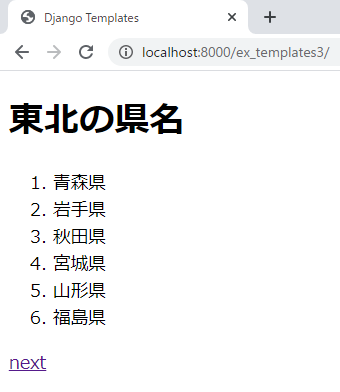 Django Templates
localhost:8000/ex_templates3/
東北の県名
1. 青森県
2. 岩手県
3. 秋田県
4. 宮城県
5. 山形県
6. 福島県
next